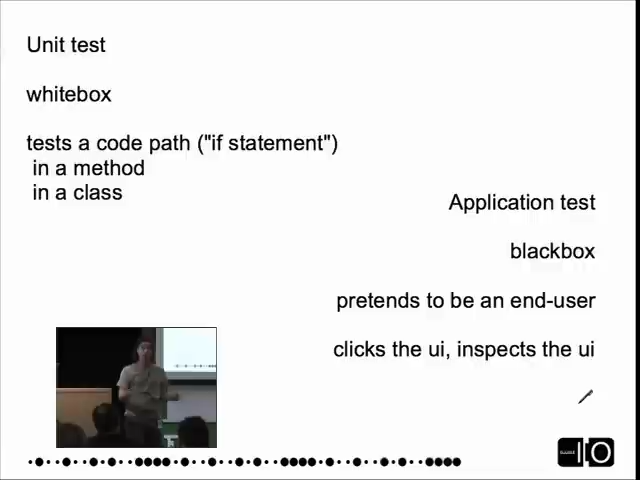 Unit test
whitebox
tests a code path ("if statement")
in a method
in a class
Application test
blackbox
pretends to be an end-user
clicks the ui, inspects the ui
IO